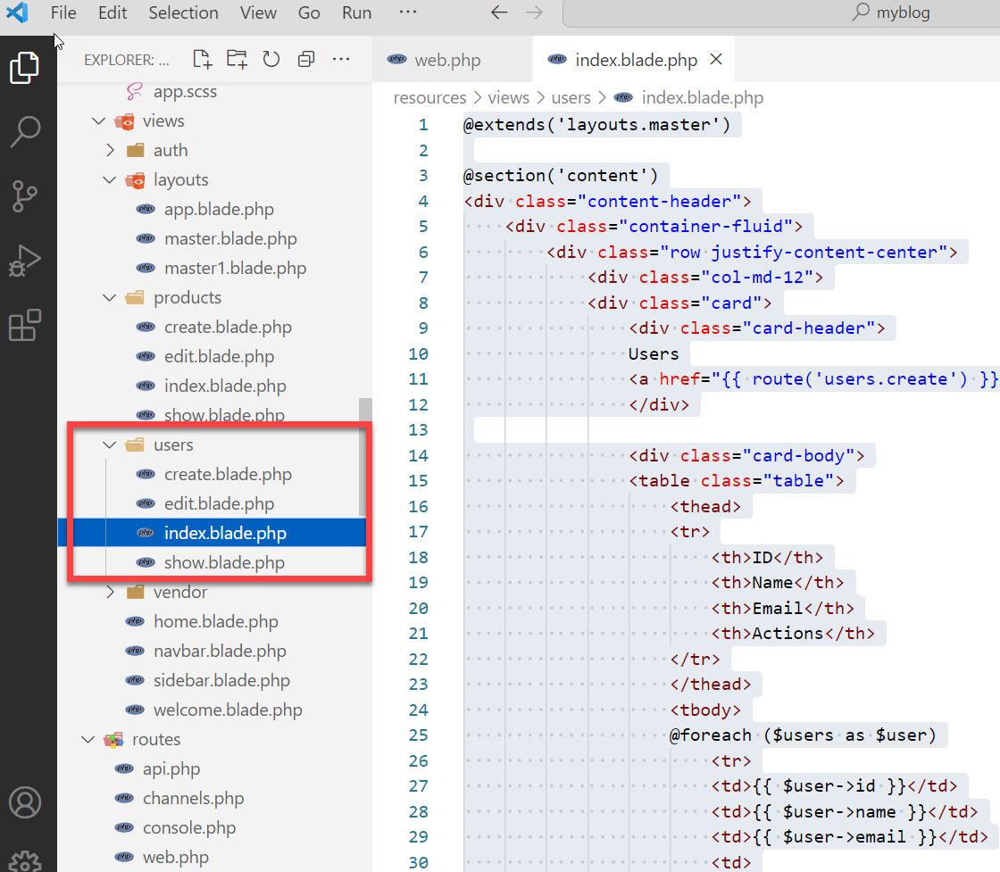 File Edit Selection View Go Run ··· myblog
EXPLORER: ... ···
web.php index.blade.php
resources > views > users > index.blade.php
app.scss
views
auth
layouts
app.blade.php
master.blade.php
master1.blade.php
products
create.blade.php
edit.blade.php
index.blade.php
show.blade.php
users
create.blade.php
edit.blade.php
index.blade.php
show.blade.php
vendor
home.blade.php
navbar.blade.php
sidebar.blade.php
welcome.blade.php
routes
api.php
channels.php
console.php
web.php
1 @extends('layouts.master')
2
3 @section('content')
4 <div class="content-header">
5 <div class="container-fluid">
6 <div class="row justify-content-center">
7 <div class="col-md-12">
8 <div class="card">
9 <div class="card-header">
10 Users
11 <a href="{{ route('users.create') }}
12 </div>
13
14 <div class="card-body">
15 <table class="table">
16 <thead>
17 <tr>
18 <th>ID</th>
19 <th>Name</th>
20 <th>Email</th>
21 <th>Actions</th>
22 </tr>
23 </thead>
24 <tbody>
25 @foreach ($users as $user)
26 <tr>
27 <td>{{ $user->id }}</td>
28 <td>{{ $user->name }}</td>
29 <td>{{ $user->email }}</td>
30 <td>